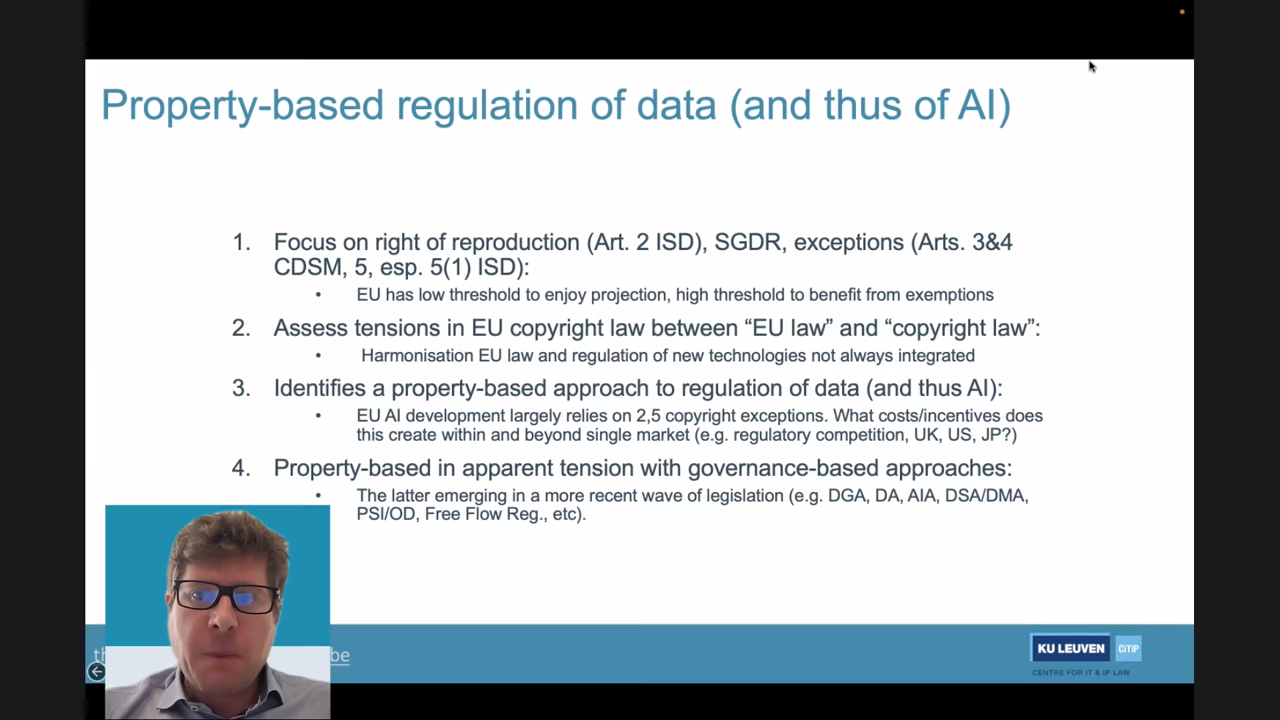 Property-based regulation of data (and thus of AI)
1. Focus on right of reproduction (Art. 2 ISD), SGDR, exceptions (Arts. 3&4
CDSM, 5, esp. 5(1) ISD):
• EU has low threshold to enjoy projection, high threshold to benefit from exemptions
2. Assess tensions in EU copyright law between “EU law” and “copyright law”:
• Harmonisation EU law and regulation of new technologies not always integrated
3. Identifies a property-based approach to regulation of data (and thus AI):
• EU AI development largely relies on 2,5 copyright exceptions. What costs/incentives does
this create within and beyond single market (e.g. regulatory competition, UK, US, JP?)
4. Property-based in apparent tension with governance-based approaches:
• The latter emerging in a more recent wave of legislation (e.g. DGA, DA, AIA, DSA/DMA,
PSI/OD, Free Flow Reg., etc).
be
KU LEUVEN CiTiP
CENTRE FOR IT & IP LAW